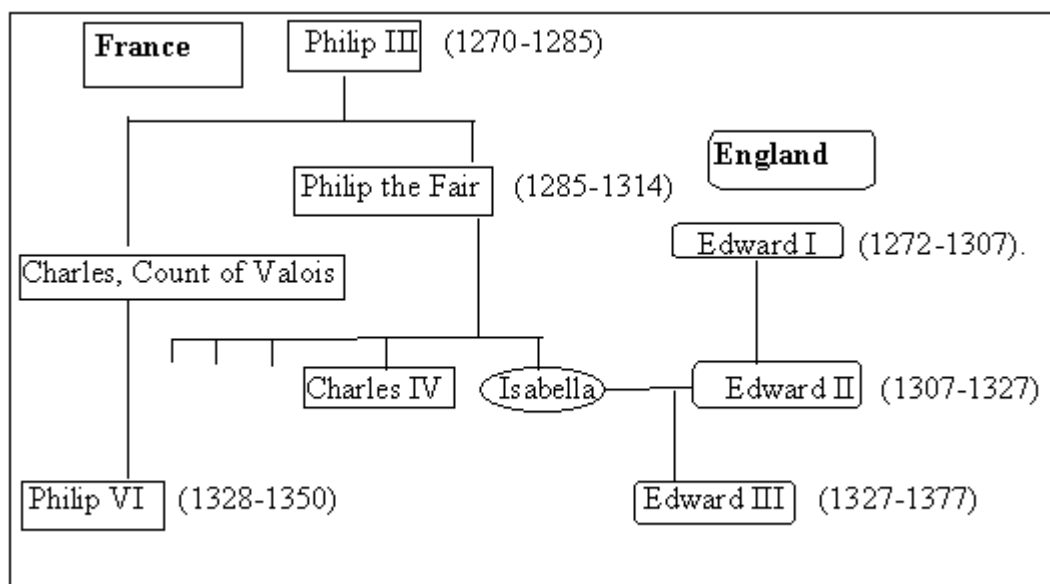 France
Philip III (1270-1285)
England
Philip the Fair (1285-1314)
Edward I (1272-1307).
Charles, Count of Valois
Charles IV
Isabella
Edward II (1307-1327)
Philip VI (1328-1350)
Edward III (1327-1377)